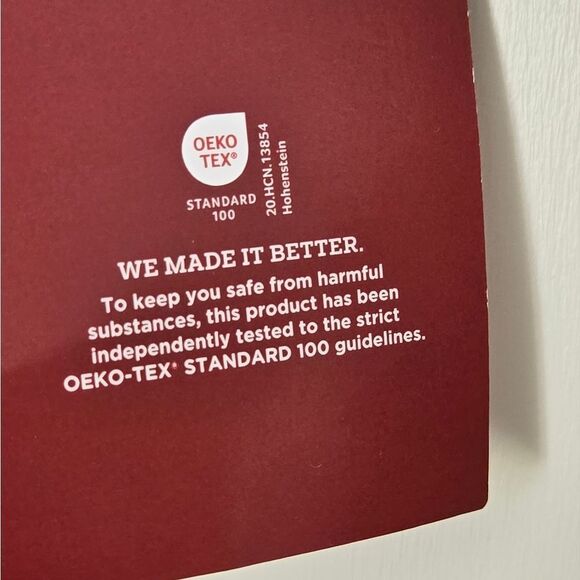 OEKO
TEX®
STANDARD
100
20.HCN.13854
Hohenstein
WE MADE IT BETTER.
To keep you safe from harmful
substances, this product has been
independently tested to the strict
OEKO-TEX® STANDARD 100 guidelines.